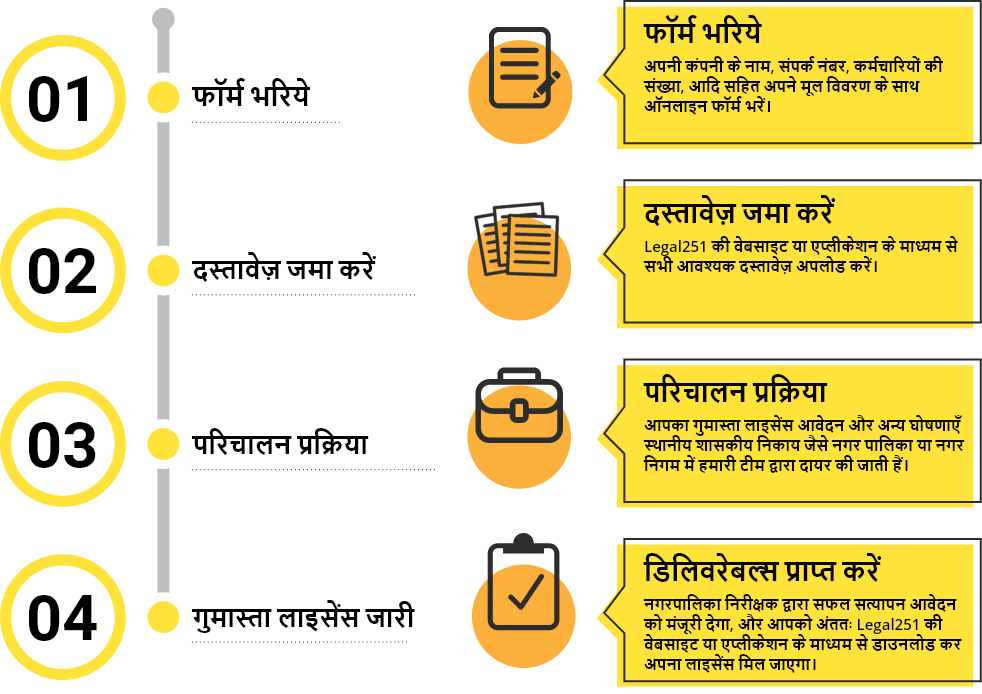 01
फॉर्म भरिये
फॉर्म भरिये
अपनी कंपनी के नाम, संपर्क नंबर, कर्मचारियों की
संख्या, आदि सहित अपने मूल विवरण के साथ
ऑनलाइन फॉर्म भरें।
02
दस्तावेज़ जमा करें
दस्तावेज़ जमा करें
Legal251 की वेबसाइट या एप्लीकेशन के माध्यम से
सभी आवश्यक दस्तावेज़ अपलोड करें।
03
परिचालन प्रक्रिया
परिचालन प्रक्रिया
आपका गुमास्ता लाइसेंस आवेदन और अन्य घोषणाएँ
स्थानीय शासकीय निकाय जैसे नगर पालिका या नगर
निगम में हमारी टीम द्वारा दायर की जाती हैं।
04
गुमास्ता लाइसेंस जारी
डिलिवरेबल्स प्राप्त करें
नगरपालिका निरीक्षक द्वारा सफल सत्यापन आवेदन
को मंजूरी देगा, और आपको अंततः Legal251 की
वेबसाइट या एप्लीकेशन के माध्यम से डाउनलोड कर
अपना लाइसेंस मिल जाएगा।